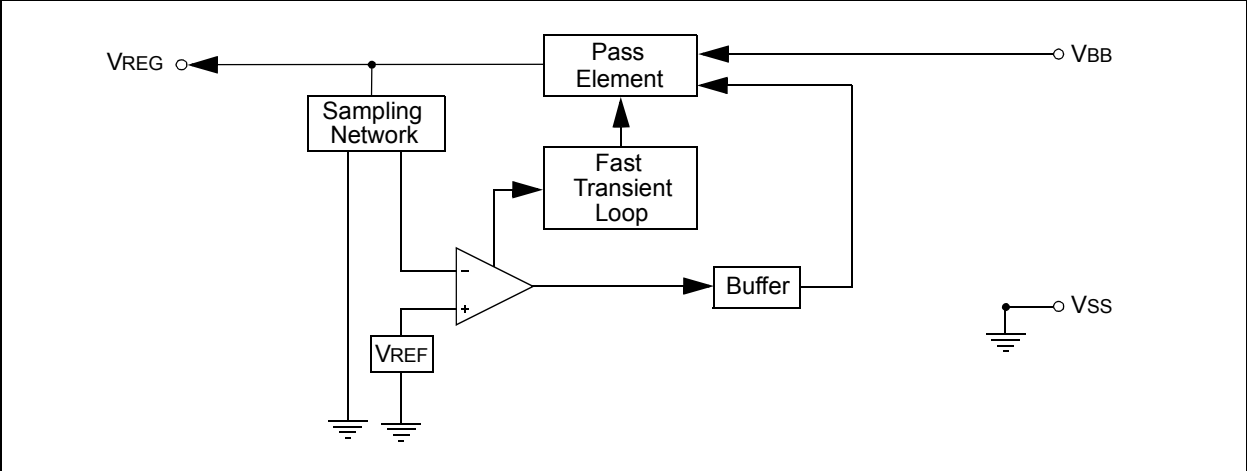 VREG
Pass
Element
VBB
Sampling
Network
Fast
Transient
Loop
-
+
Buffer
VREF
VSS